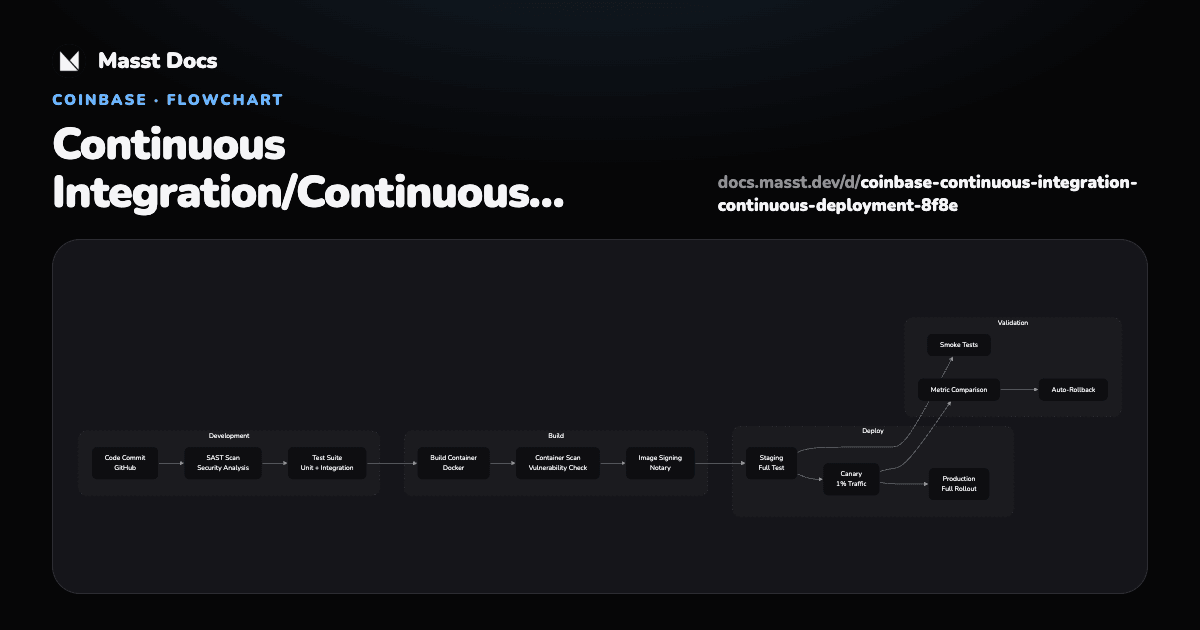 Masst Docs
COINBASE · FLOWCHART
Continuous
Integration/Continuous...
docs.masst.dev/d/coinbase-continuous-integration-
continuous-deployment-8f8e
Validation
Smoke Tests
Metric Comparison
Auto-Rollback
Development
Code Commit
GitHub
SAST Scan
Security Analysis
Test Suite
Unit + Integration
Build
Build Container
Docker
Container Scan
Vulnerability Check
Image Signing
Notary
Deploy
Staging
Full Test
Canary
1% Traffic
Production
Full Rollout